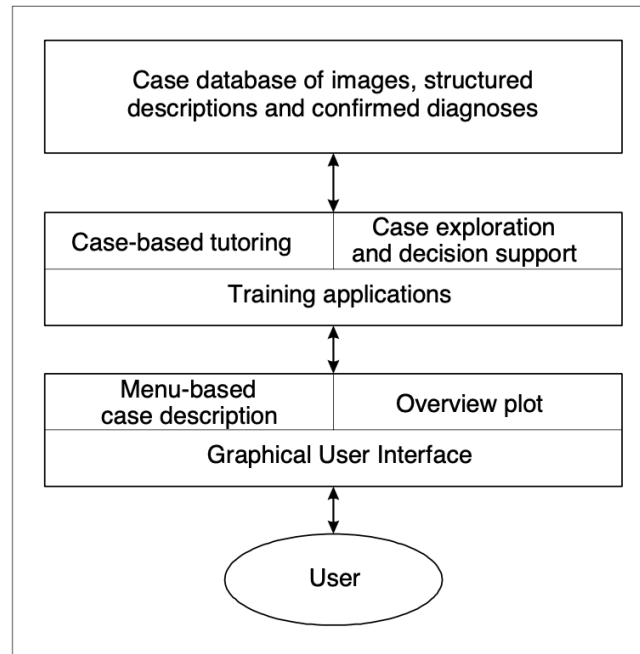 Case database of images, structured
descriptions and confirmed diagnoses
Case-based tutoring
Case exploration
and decision support
Training applications
Menu-based
case description
Overview plot
Graphical User Interface
User